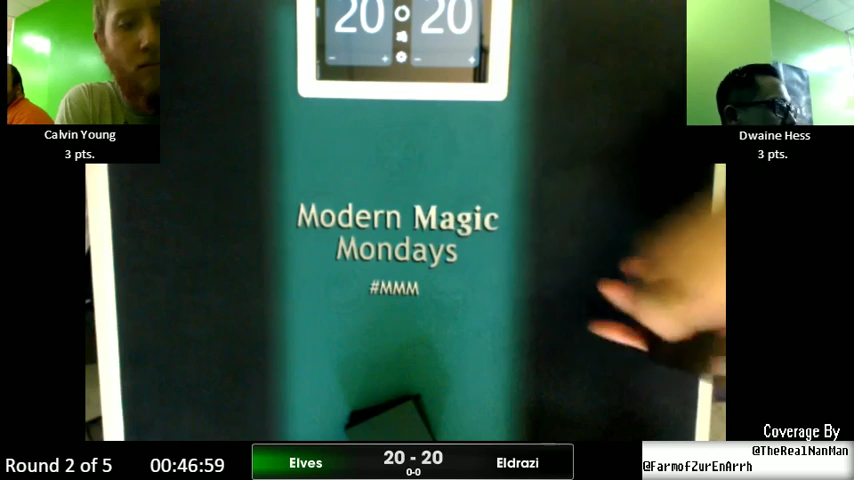 20 20
- + - +
Calvin Young
3 pts.
Dwaine Hess
3 pts.
Modern Magic
Mondays
#MMM
Coverage By
@TheRealNanMan
@FarmofZurEnArrh
Round 2 of 5
00:46:59
Elves
20 - 20
0-0
Eldrazi